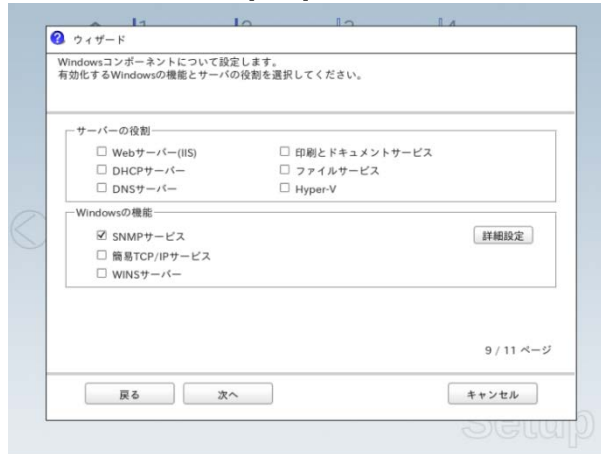 1 2 3 4
ウィザード
Windowsコンポーネントについて設定します。
有効化するWindowsの機能とサーバの役割を選択してください。
サーバーの役割
Webサーバー(IIS) 印刷とドキュメントサービス
DHCPサーバー ファイルサービス
DNSサーバー Hyper-V
Windowsの機能
SNMPサービス 詳細設定
簡易TCP/IPサービス
WINSサーバー
9 / 11 ページ
戻る 次へ キャンセル
Setup